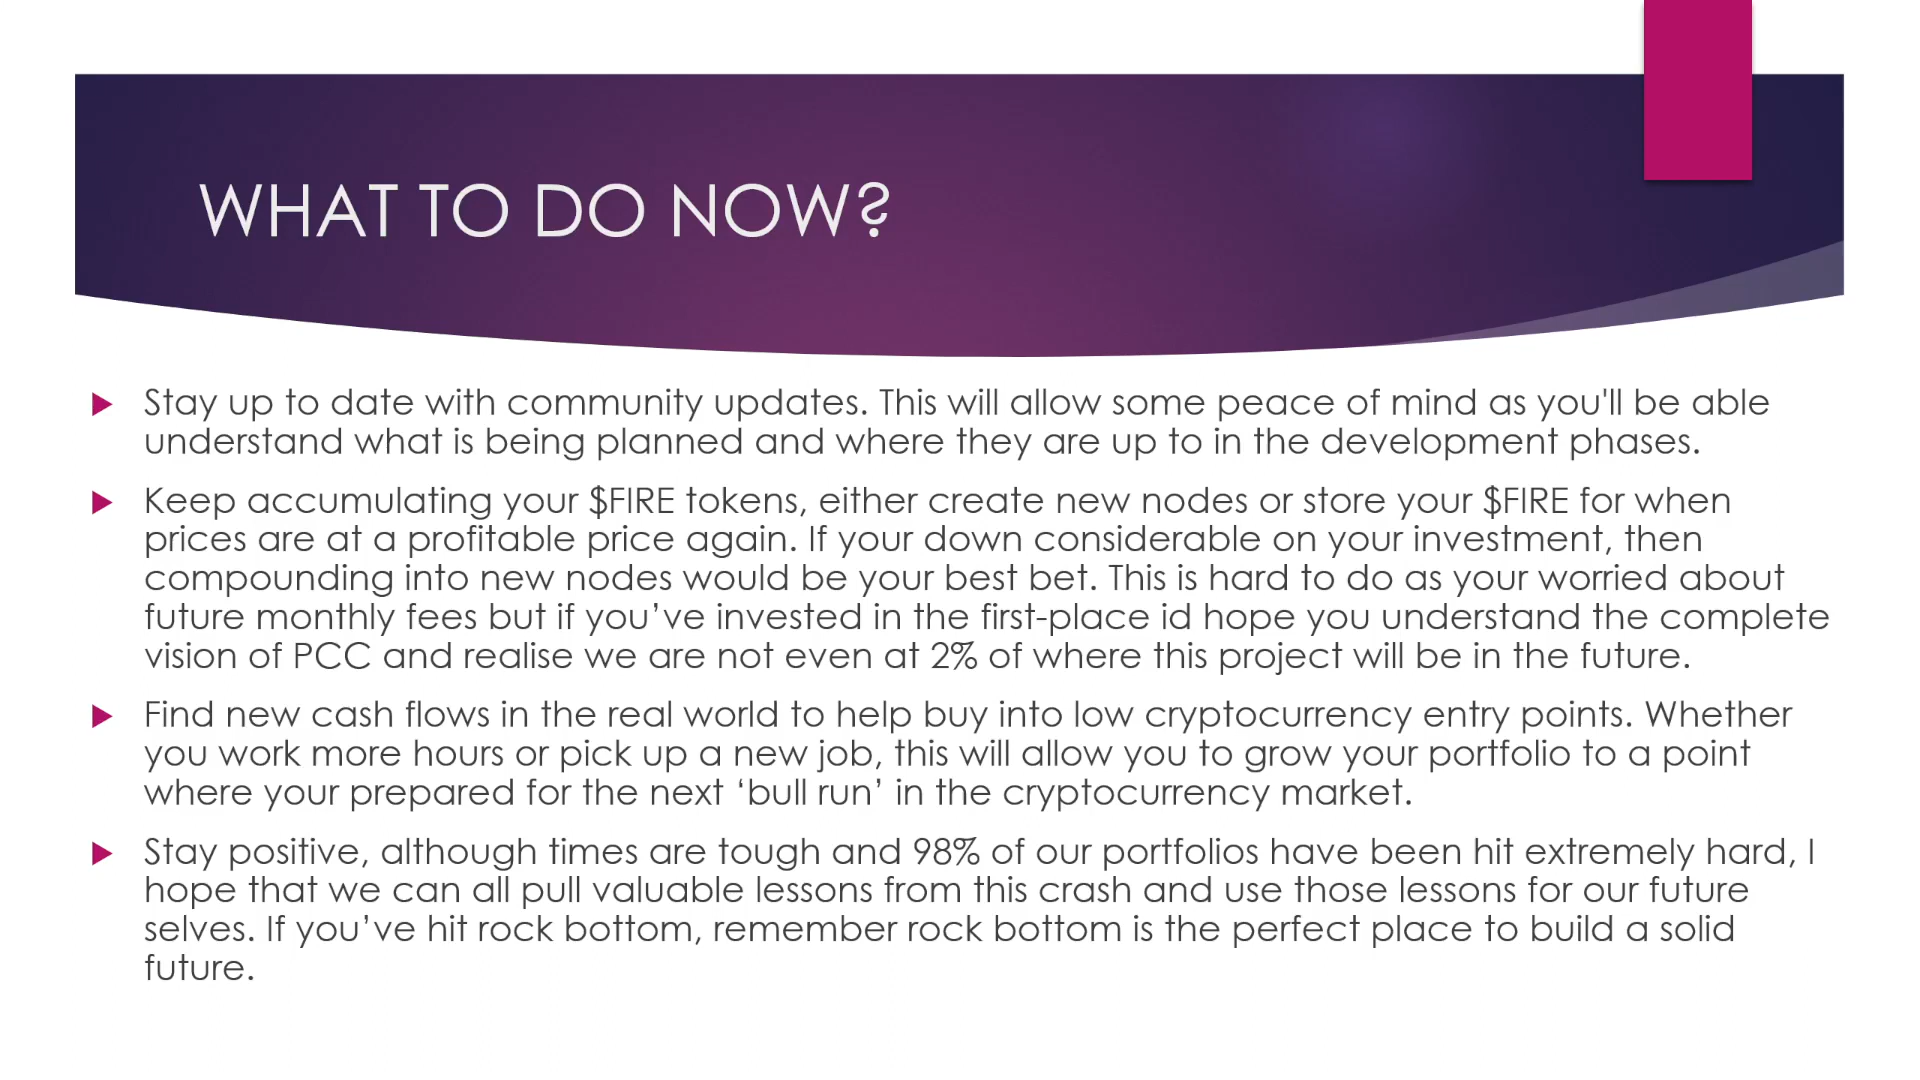 WHAT TO DO NOW?
Stay up to date with community updates. This will allow some peace of mind as you'll be able
understand what is being planned and where they are up to in the development phases.
Keep accumulating your $FIRE tokens, either create new nodes or store your $FIRE for when
prices are at a profitable price again. If your down considerable on your investment, then
compounding into new nodes would be your best bet. This is hard to do as your worried about
future monthly fees but if you’ve invested in the first-place id hope you understand the complete
vision of PCC and realise we are not even at 2% of where this project will be in the future.
Find new cash flows in the real world to help buy into low cryptocurrency entry points. Whether
you work more hours or pick up a new job, this will allow you to grow your portfolio to a point
where your prepared for the next ‘bull run’ in the cryptocurrency market.
Stay positive, although times are tough and 98% of our portfolios have been hit extremely hard, I
hope that we can all pull valuable lessons from this crash and use those lessons for our future
selves. If you’ve hit rock bottom, remember rock bottom is the perfect place to build a solid
future.